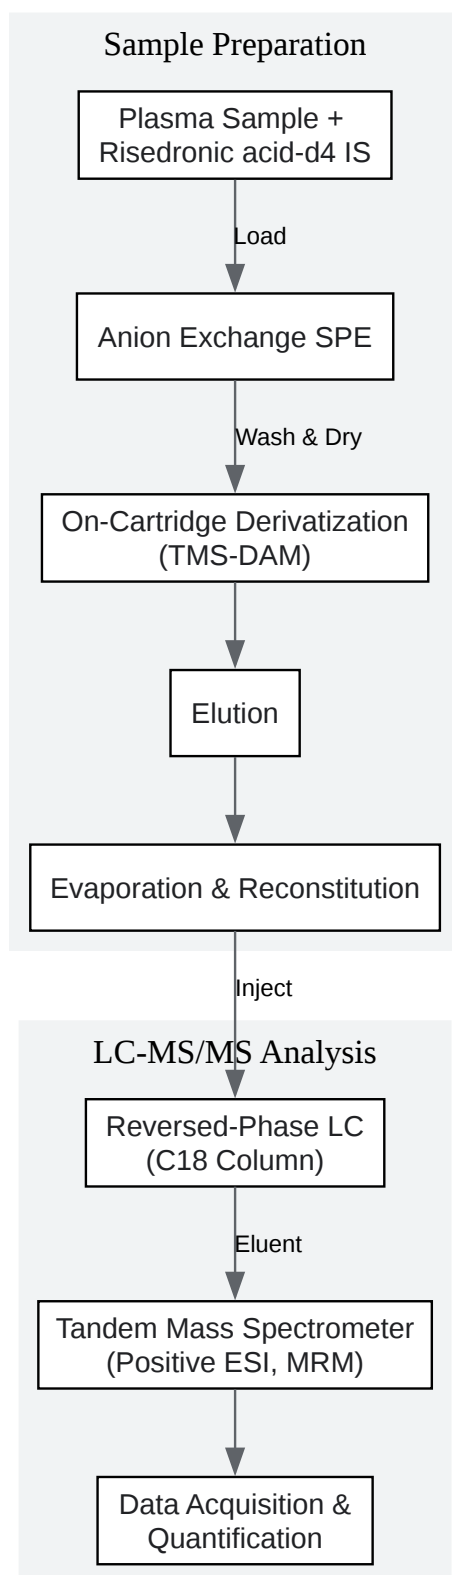 Sample Preparation
Plasma Sample +
Risedronic acid-d4 IS
Load
Anion Exchange SPE
Wash & Dry
On-Cartridge Derivatization
(TMS-DAM)
Elution
Evaporation & Reconstitution
Inject
LC-MS/MS Analysis
Reversed-Phase LC
(C18 Column)
Eluent
Tandem Mass Spectrometer
(Positive ESI, MRM)
Data Acquisition &
Quantification